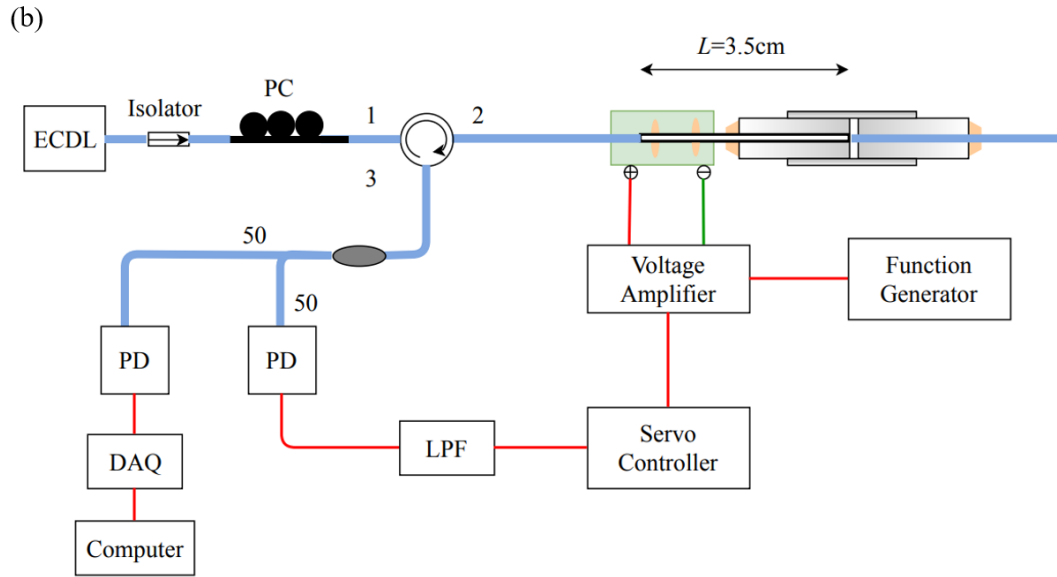 (b)
L=3.5cm
PC
Isolator
ECDL
1
2
3
50
50
Voltage
Amplifier
Function
Generator
PD
PD
DAQ
LPF
Servo
Controller
Computer